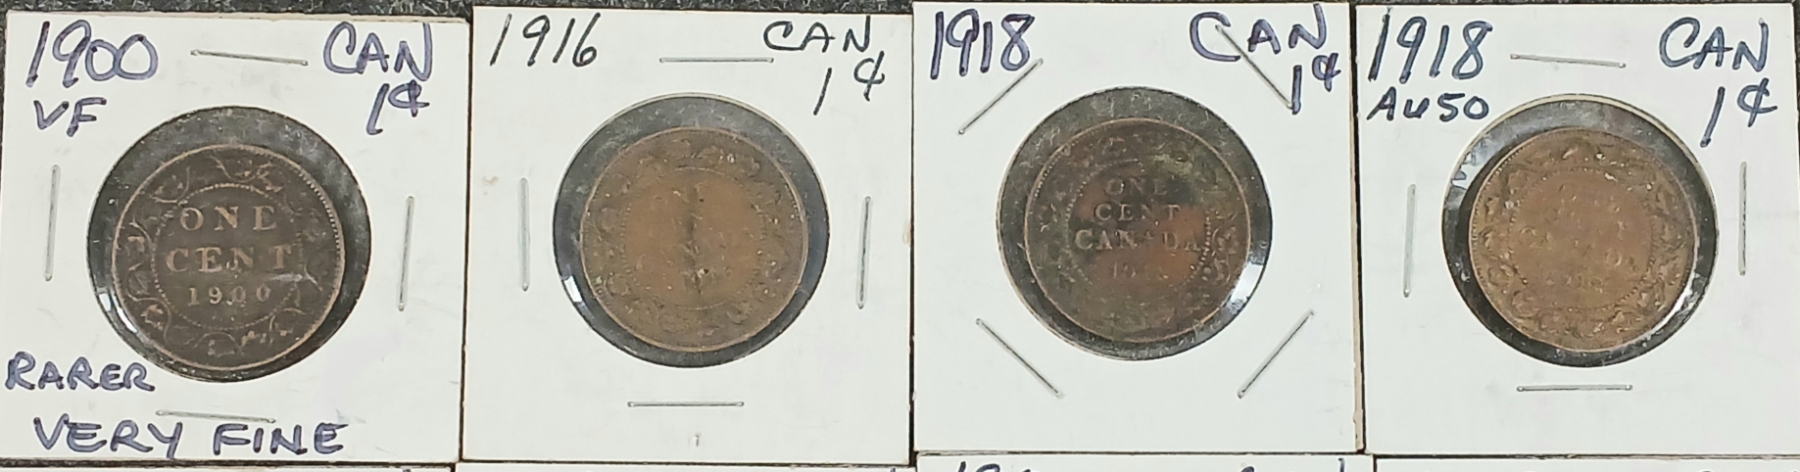 1900 CAN
VF 1¢
ONE
CENT
1900
RARER
VERY FINE
1916 CAN
1¢
1918 CAN
1¢
ONE
CENT
CANADA
1918 CAN
AU50 1¢